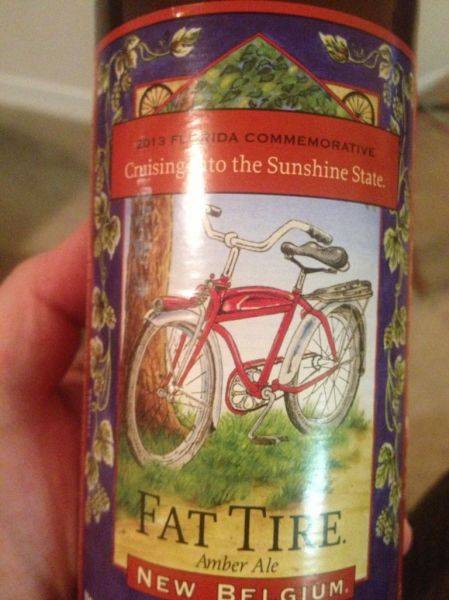 2013 FLORIDA COMMEMORATIVE
Cruising into the Sunshine State.
FAT TIRE.
Amber Ale
NEW BELGIUM.